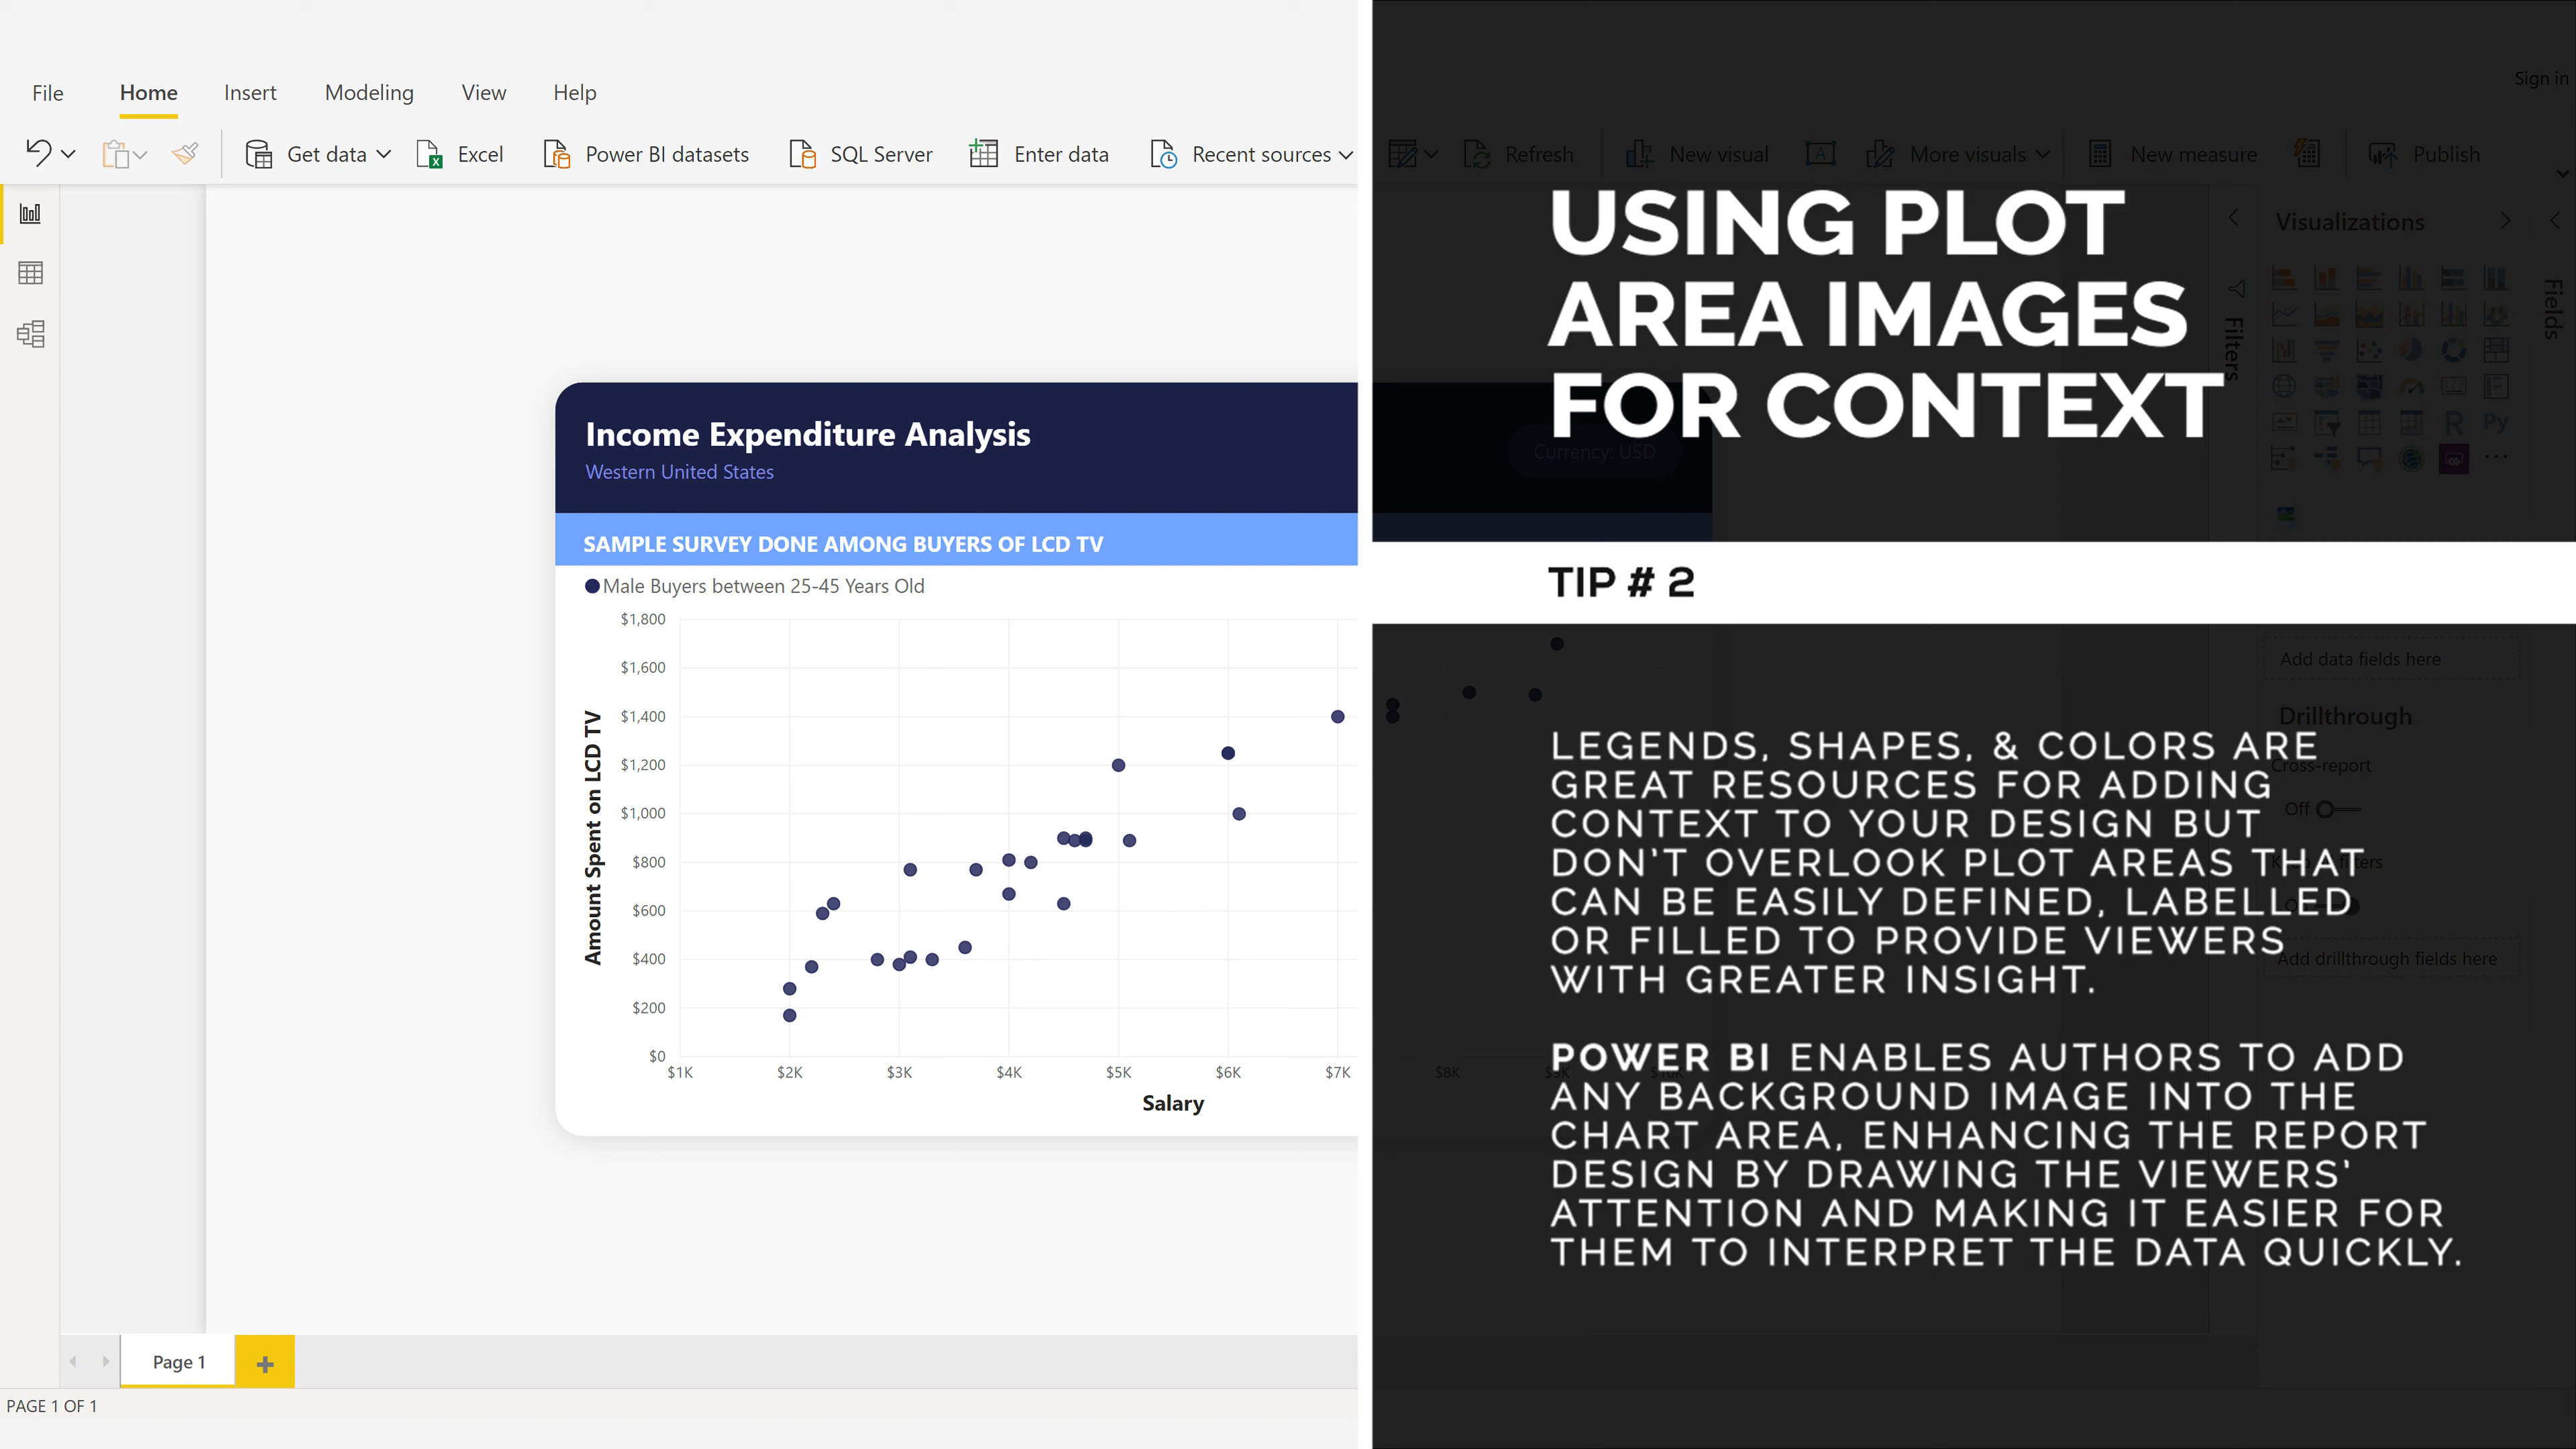 File Home Insert Modeling View Help
Sign in
Get data Excel Power BI datasets SQL Server Enter data Recent sources Refresh New visual More visuals New measure Publish
USING PLOT
AREA IMAGES
FOR CONTEXT
Visualizations
Filters
Fields
Income Expenditure Analysis
Western United States
Currency: USD
SAMPLE SURVEY DONE AMONG BUYERS OF LCD TV
Male Buyers between 25-45 Years Old
Amount Spent on LCD TV
$1,800
$1,600
$1,400
$1,200
$1,000
$800
$600
$400
$200
$0
$1K $2K $3K $4K $5K $6K $7K $8K $9K
Salary
TIP # 2
Add data fields here
Drillthrough
Cross-report
Off
Add drillthrough fields here
LEGENDS, SHAPES, & COLORS ARE
GREAT RESOURCES FOR ADDING
CONTEXT TO YOUR DESIGN BUT
DON'T OVERLOOK PLOT AREAS THAT
CAN BE EASILY DEFINED, LABELLED
OR FILLED TO PROVIDE VIEWERS
WITH GREATER INSIGHT.
POWER BI ENABLES AUTHORS TO ADD
ANY BACKGROUND IMAGE INTO THE
CHART AREA, ENHANCING THE REPORT
DESIGN BY DRAWING THE VIEWERS'
ATTENTION AND MAKING IT EASIER FOR
THEM TO INTERPRET THE DATA QUICKLY.
Page 1
PAGE 1 OF 1